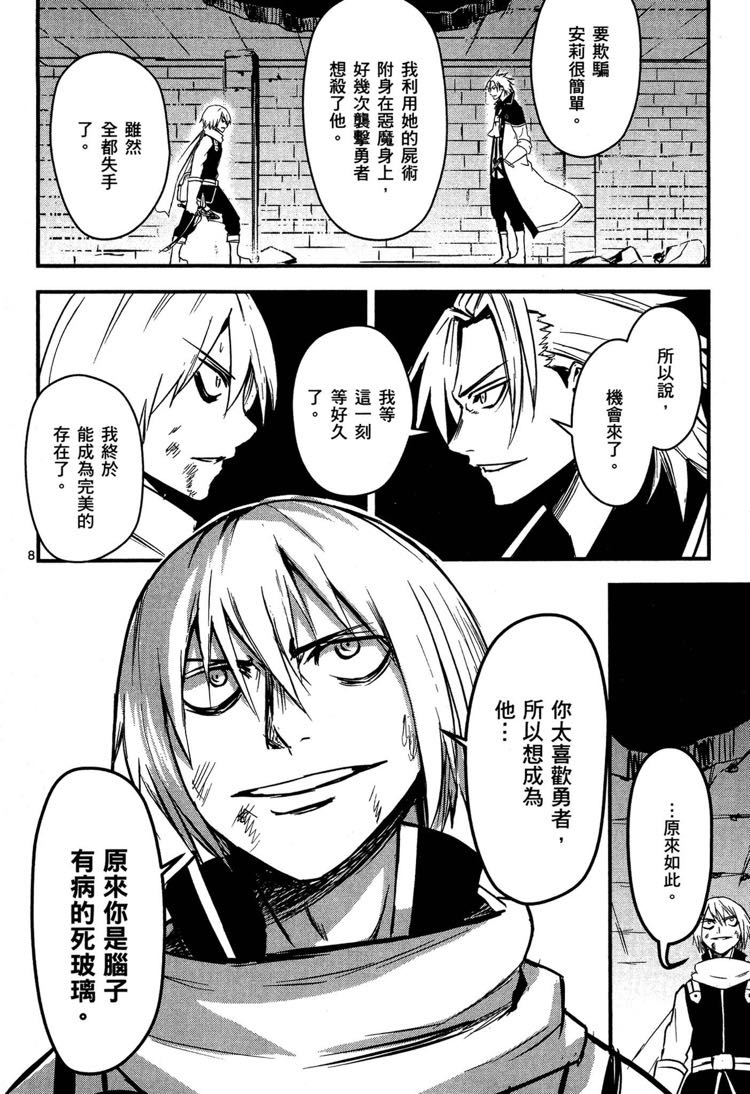 要欺騙
安莉很簡單。
我利用她的屍術
附身在惡魔身上，
好幾次襲擊勇者
想殺了他。
雖然
全都失手
了。
所以說，
機會來了。
我等
這一刻
等好久
了。
我終於
能成為完美的
存在了。
8
…原來如此。
你太喜歡勇者，
所以想成為
他…
原來你是腦子
有病的死玻璃。